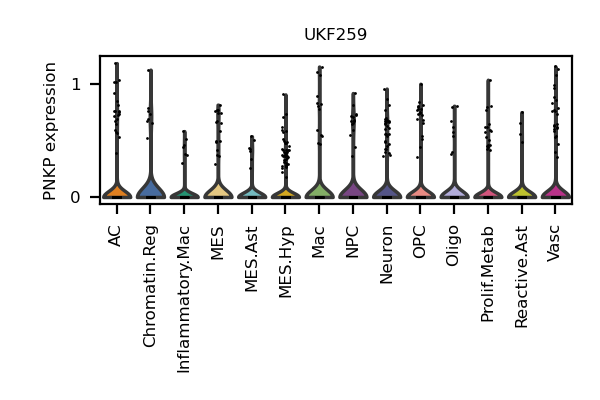 UKF259
PNKP expression
1
0
AC
Chromatin.Reg
Inflammatory.Mac
MES
MES.Ast
MES.Hyp
Mac
NPC
Neuron
OPC
Oligo
Prolif.Metab
Reactive.Ast
Vasc